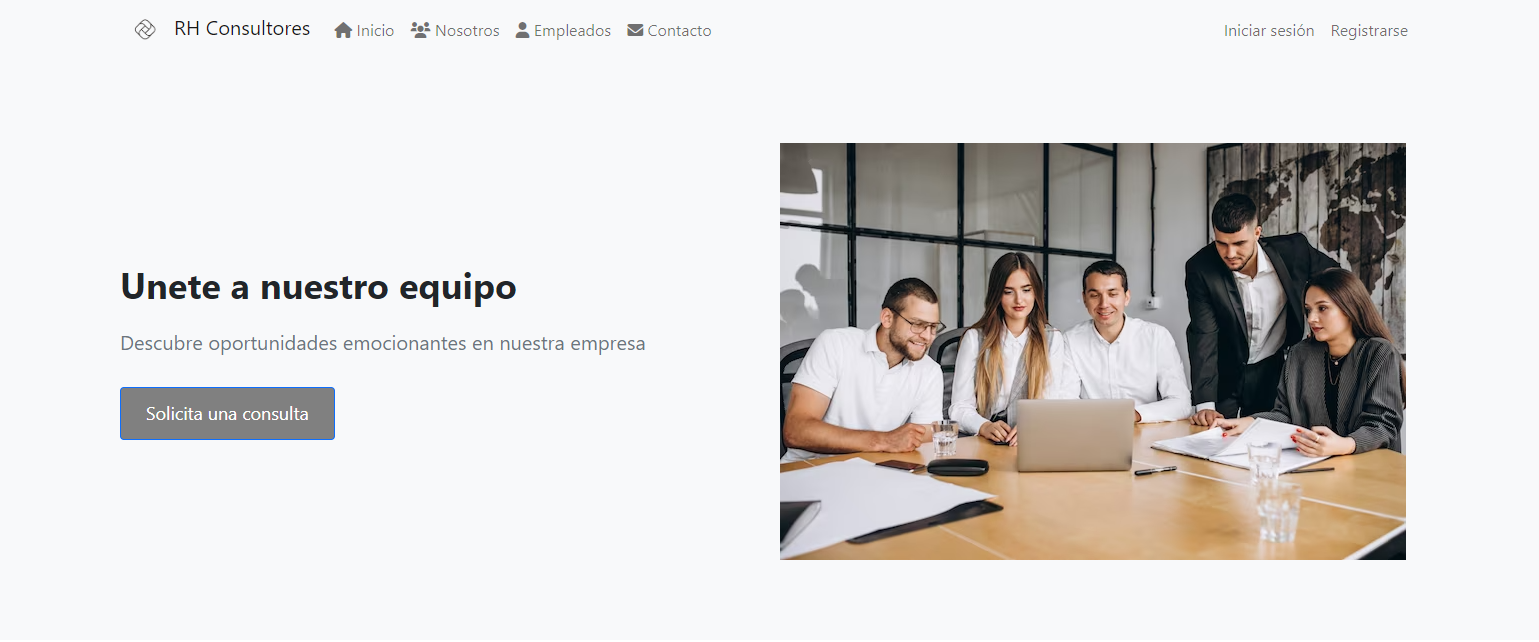 RH Consultores Inicio Nosotros Empleados Contacto Iniciar sesión Registrarse
Unete a nuestro equipo
Descubre oportunidades emocionantes en nuestra empresa
Solicita una consulta